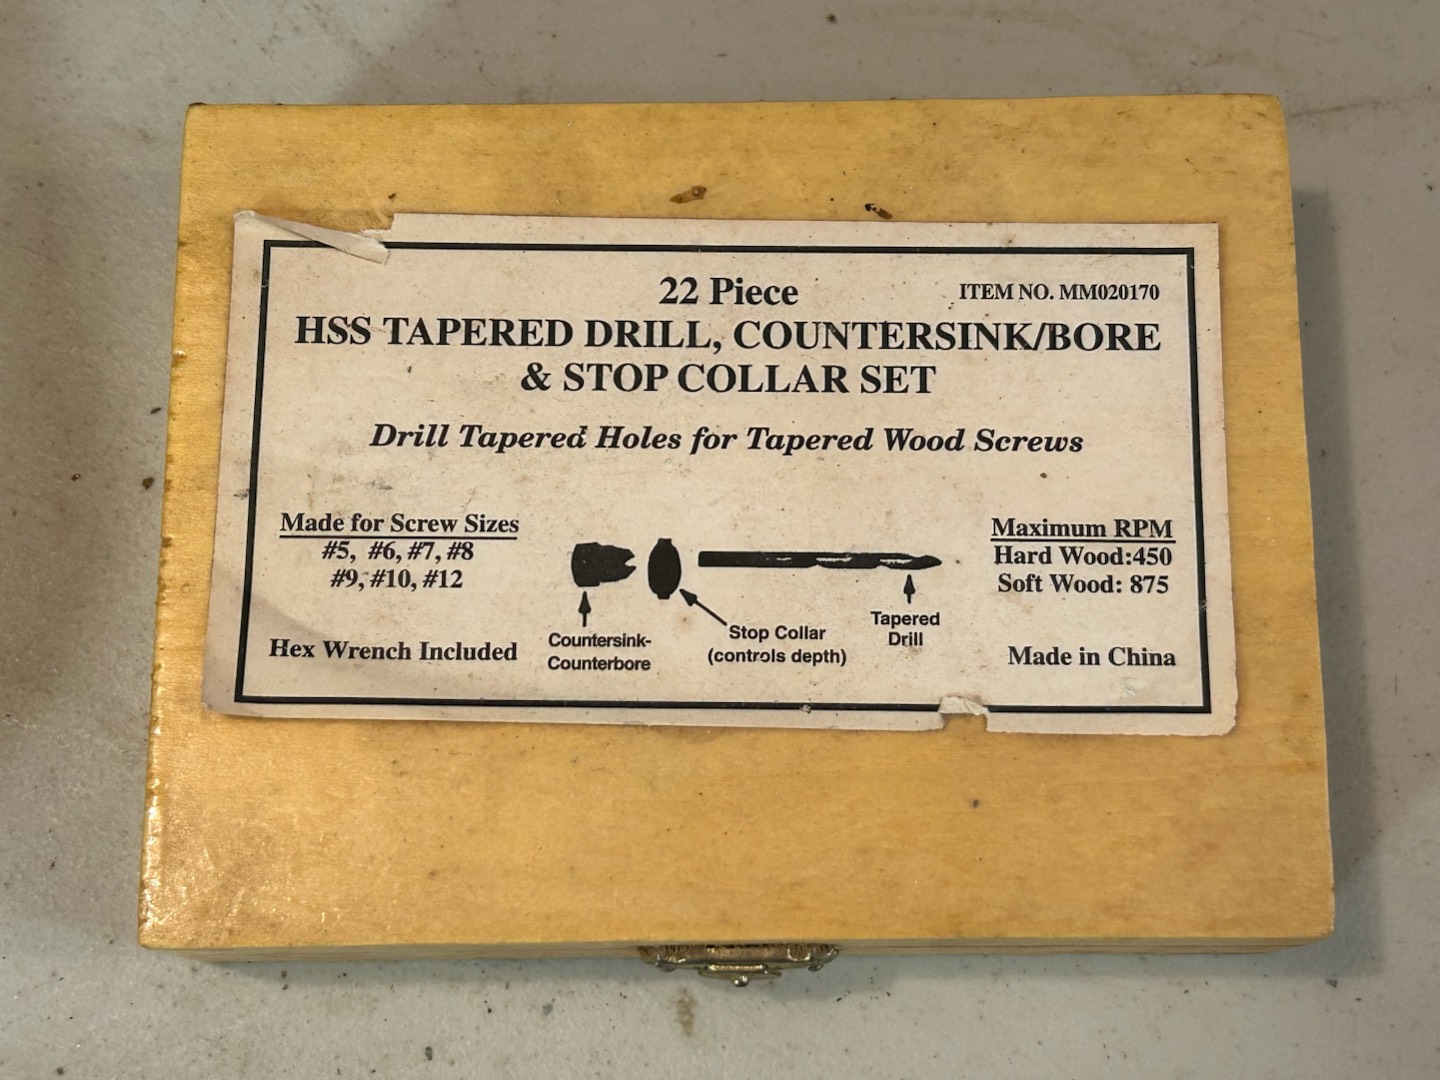 22 Piece
ITEM NO. MM020170
HSS TAPERED DRILL, COUNTERSINK/BORE
& STOP COLLAR SET
Drill Tapered Holes for Tapered Wood Screws
Made for Screw Sizes
#5, #6, #7, #8
#9, #10, #12
Hex Wrench Included
Countersink-
Counterbore
Stop Collar
(controls depth)
Tapered
Drill
Maximum RPM
Hard Wood:450
Soft Wood: 875
Made in China